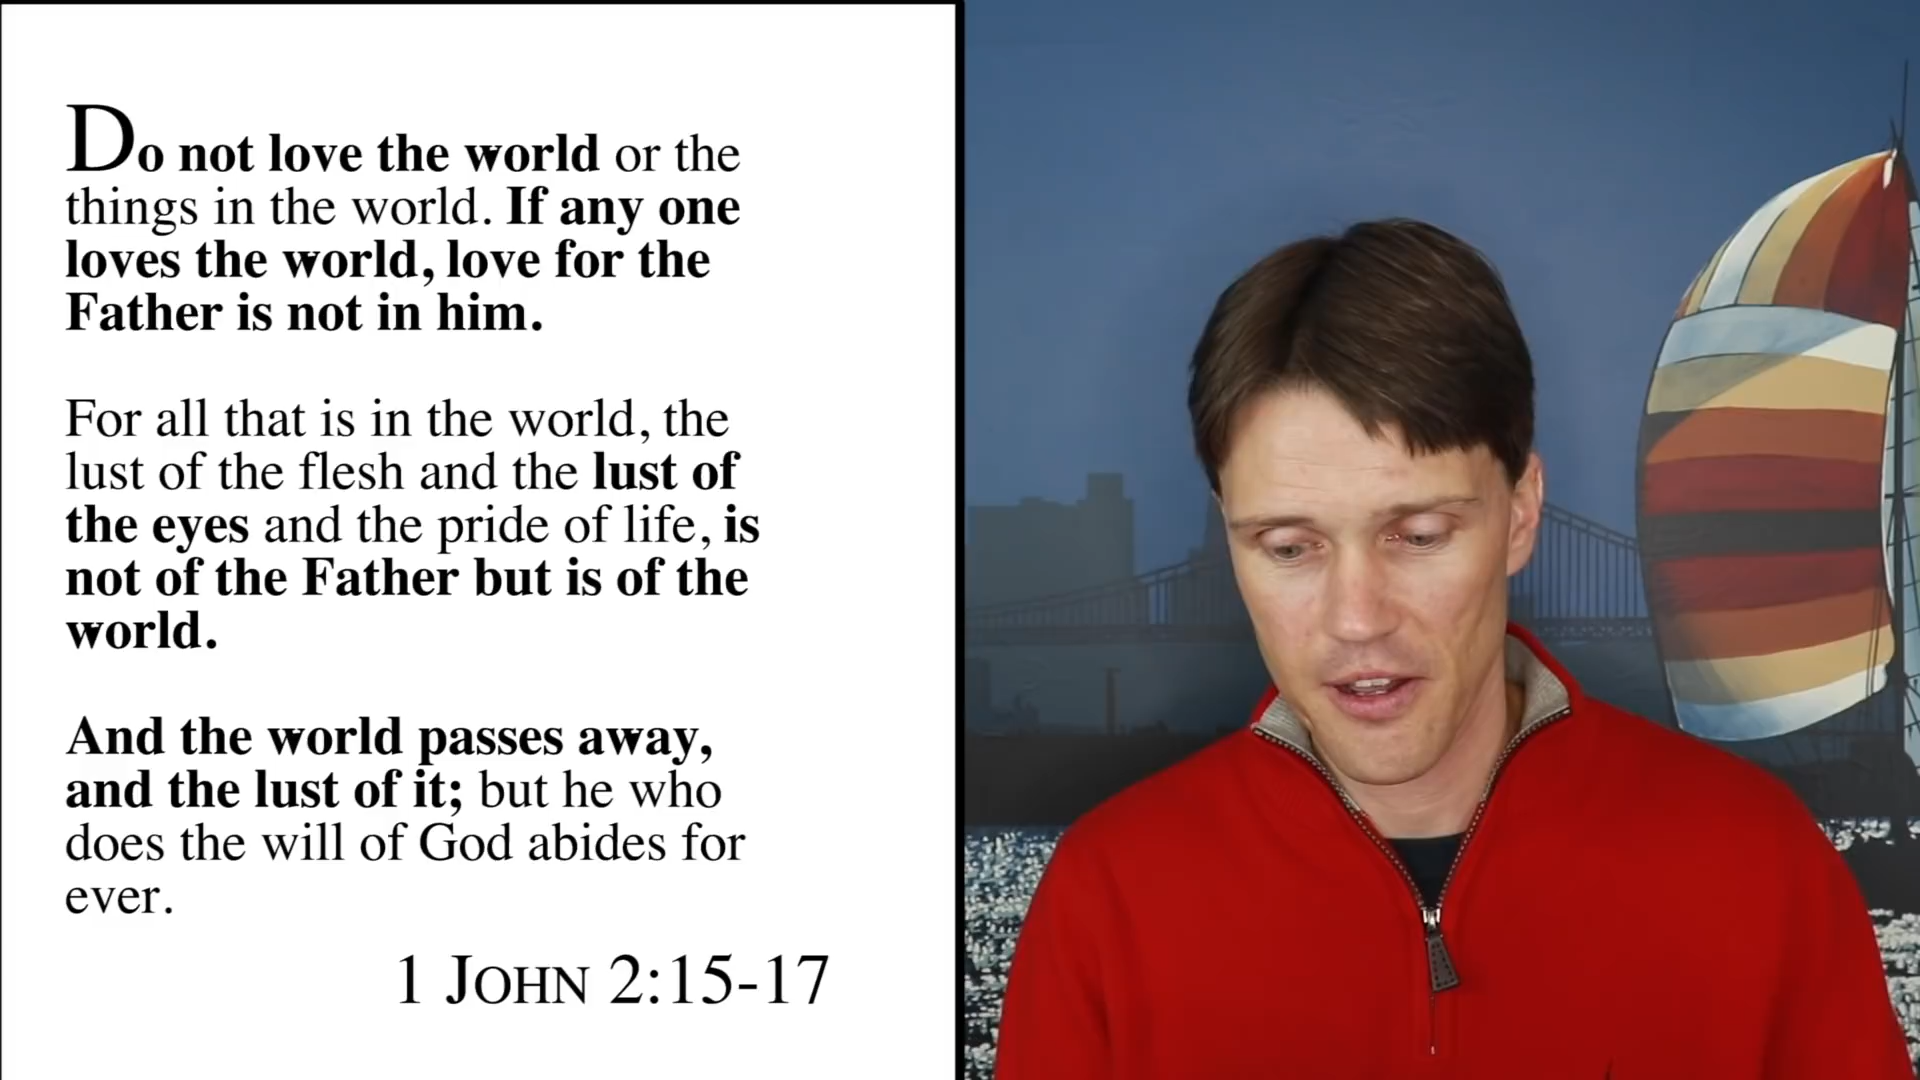 Do not love the world or the
things in the world. If any one
loves the world, love for the
Father is not in him.
For all that is in the world, the
lust of the flesh and the lust of
the eyes and the pride of life, is
not of the Father but is of the
world.
And the world passes away,
and the lust of it; but he who
does the will of God abides for
ever.
1 JOHN 2:15-17